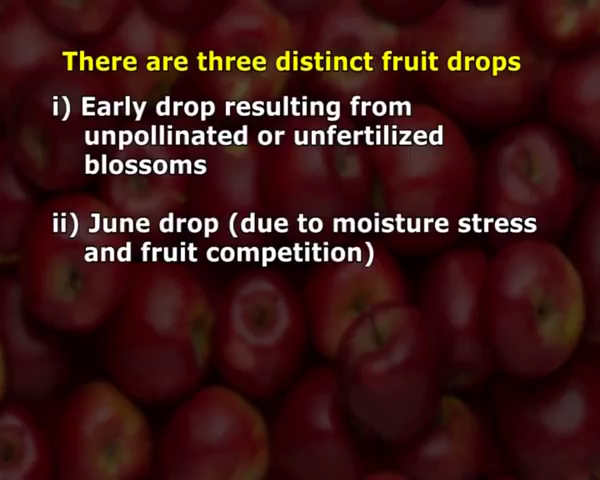 There are three distinct fruit drops
i) Early drop resulting from
unpollinated or unfertilized
blossoms
ii) June drop (due to moisture stress
and fruit competition)